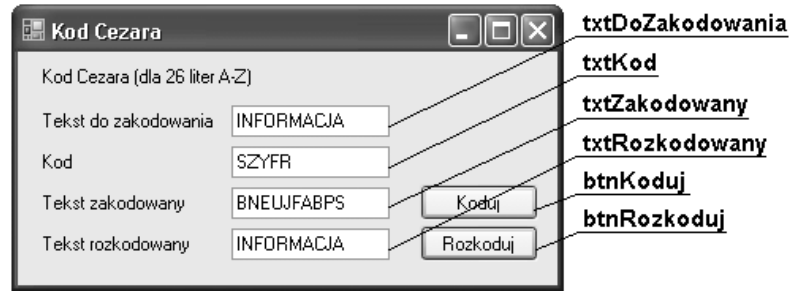 Kod Cezara
Kod Cezara (dla 26 liter A-Z)
Tekst do zakodowania INFORMACJA
Kod SZYFR
Tekst zakodowany BNEUJFABPS Koduj
Tekst rozkodowany INFORMACJA Rozkoduj
txtDoZakodowania
txtKod
txtZakodowany
txtRozkodowany
btnKoduj
btnRozkoduj